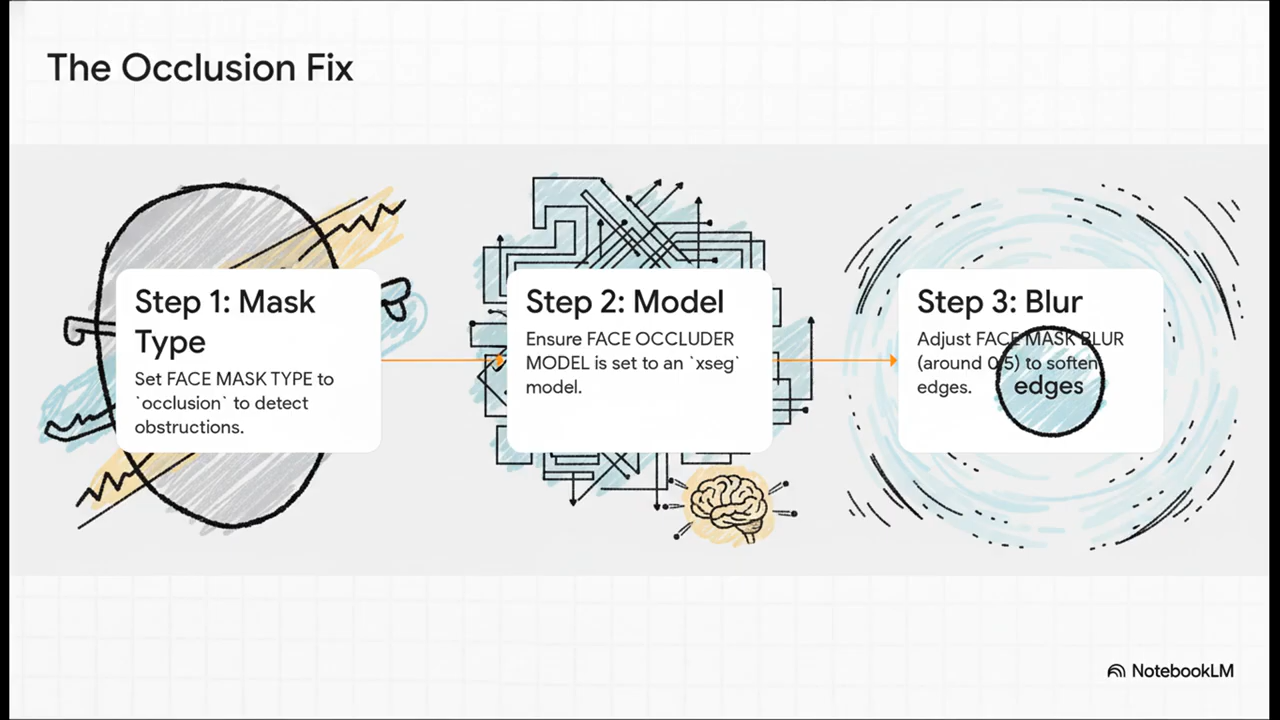 The Occlusion Fix
Step 1: Mask
Type
Set FACE MASK TYPE to
`occlusion` to detect
obstructions.
Step 2: Model
Ensure FACE OCCLUDER
MODEL is set to an `xseg`
model.
Step 3: Blur
Adjust FACE MASK BLUR
(around 0.5) to soften
edges.
edges
NotebookLM